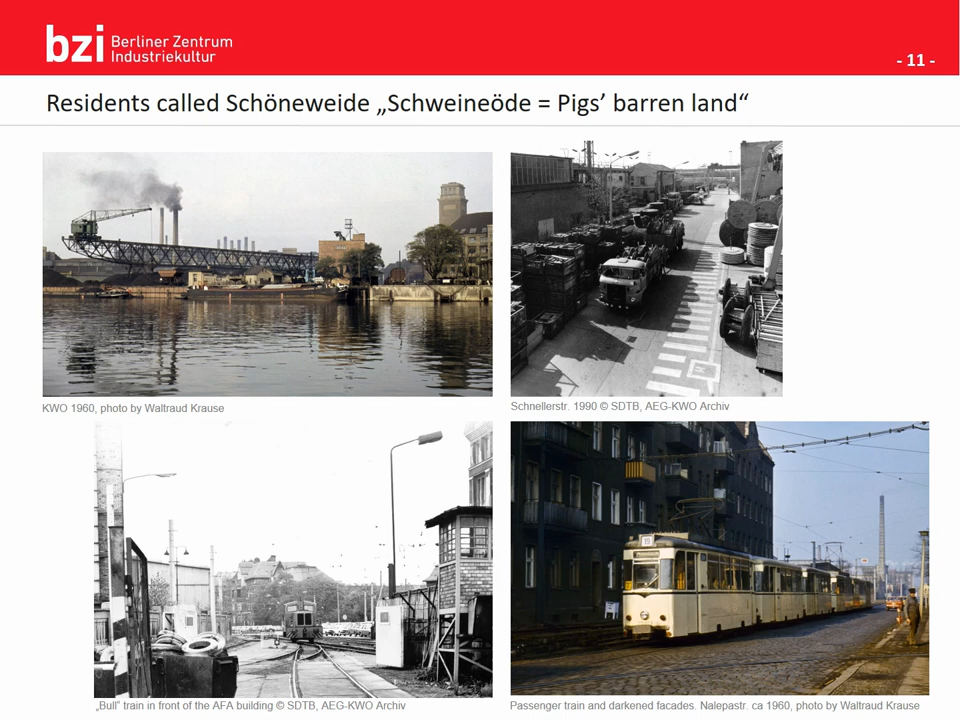 bzi Berliner Zentrum
Industriekultur
- 11 -
Residents called Schöneweide „Schweineöde = Pigs’ barren land“
KWO 1960, photo by Waltraud Krause
Schnellerstr. 1990 © SDTB, AEG-KWO Archiv
„Bull“ train in front of the AFA building © SDTB, AEG-KWO Archiv
Passenger train and darkened facades. Nalepastr. ca 1960, photo by Waltraud Krause